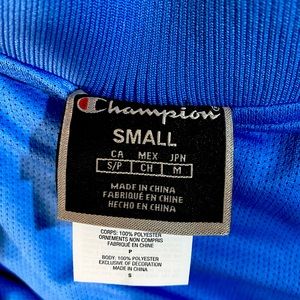 Champion®
SMALL
CA MEX JPN
S/P CH M
MADE IN CHINA
FABRIQUÉ EN CHINE
HECHO EN CHINA
CORPS: 100% POLYESTER
ORNEMENTS NON COMPRIS
FABRIQUÉ EN CHINE
P
BODY: 100% POLYESTER
EXCLUSIVE OF DECORATION
MADE IN CHINA
S